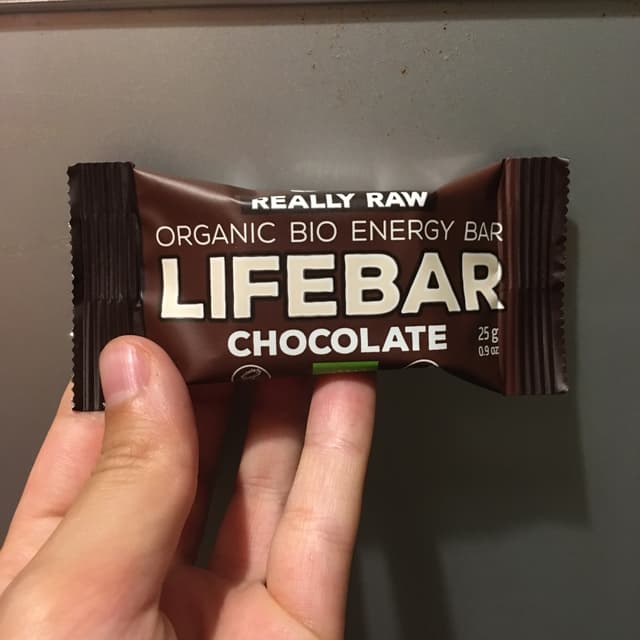 REALLY RAW
ORGANIC BIO ENERGY BAR
LIFEBAR
CHOCOLATE
25 g
0.9 oz